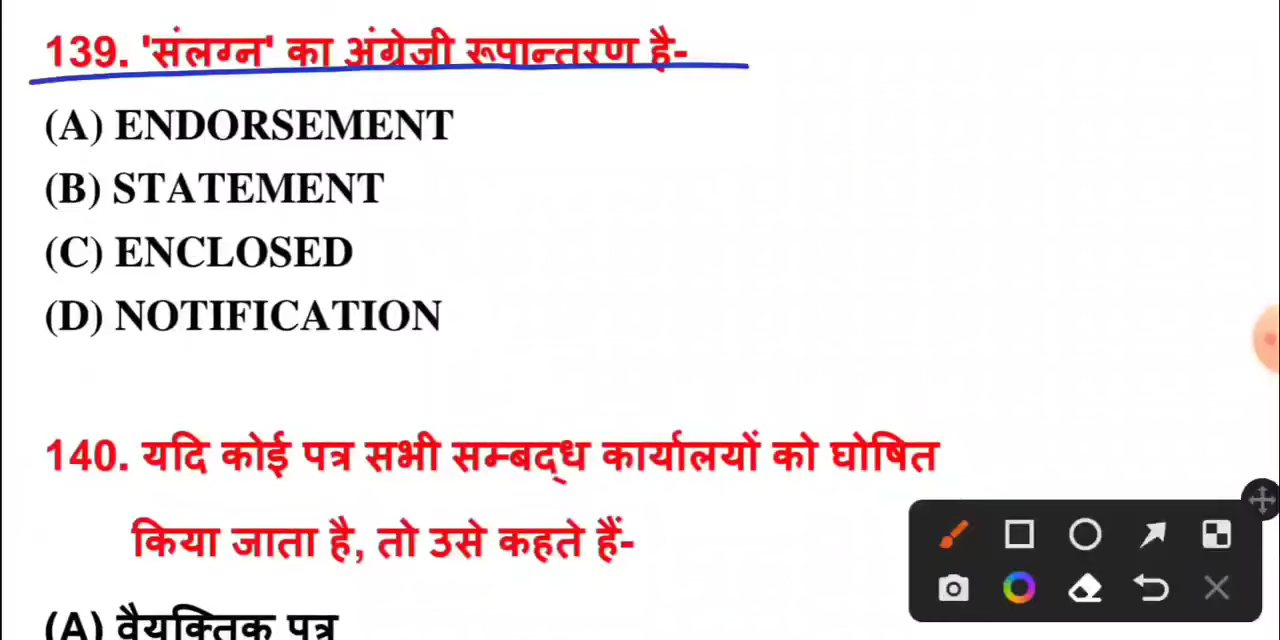 139. 'संलग्न' का अंग्रेजी रूपान्तरण है-
(A) ENDORSEMENT
(B) STATEMENT
(C) ENCLOSED
(D) NOTIFICATION
140. यदि कोई पत्र सभी सम्बद्ध कार्यालयों को घोषित
किया जाता है, तो उसे कहते हैं-
(A) वैयक्तिक पत्र